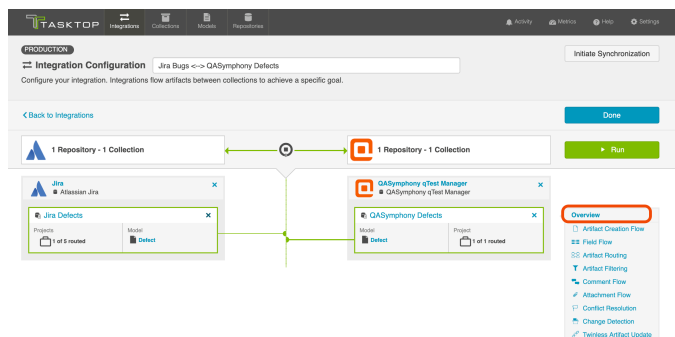 TASKTOP
Integrations
Collections
Models
Repositories
Activity
Metrics
Help
Settings
PRODUCTION
Initiate Synchronization
Integration Configuration
Jira Bugs <--> QASymphony Defects
Configure your integration. Integrations flow artifacts between collections to achieve a specific goal.
Back to Integrations
Done
1 Repository - 1 Collection
1 Repository - 1 Collection
Run
Jira
Atlassian Jira
QASymphony qTest Manager
QASymphony qTest Manager
Jira Defects
Projects
Model
1 of 5 routed
Defect
QASymphony Defects
Model
Project
Defect
1 of 1 routed
Overview
Artifact Creation Flow
Field Flow
Artifact Routing
Artifact Filtering
Comment Flow
Attachment Flow
Conflict Resolution
Change Detection
Twinless Artifact Update